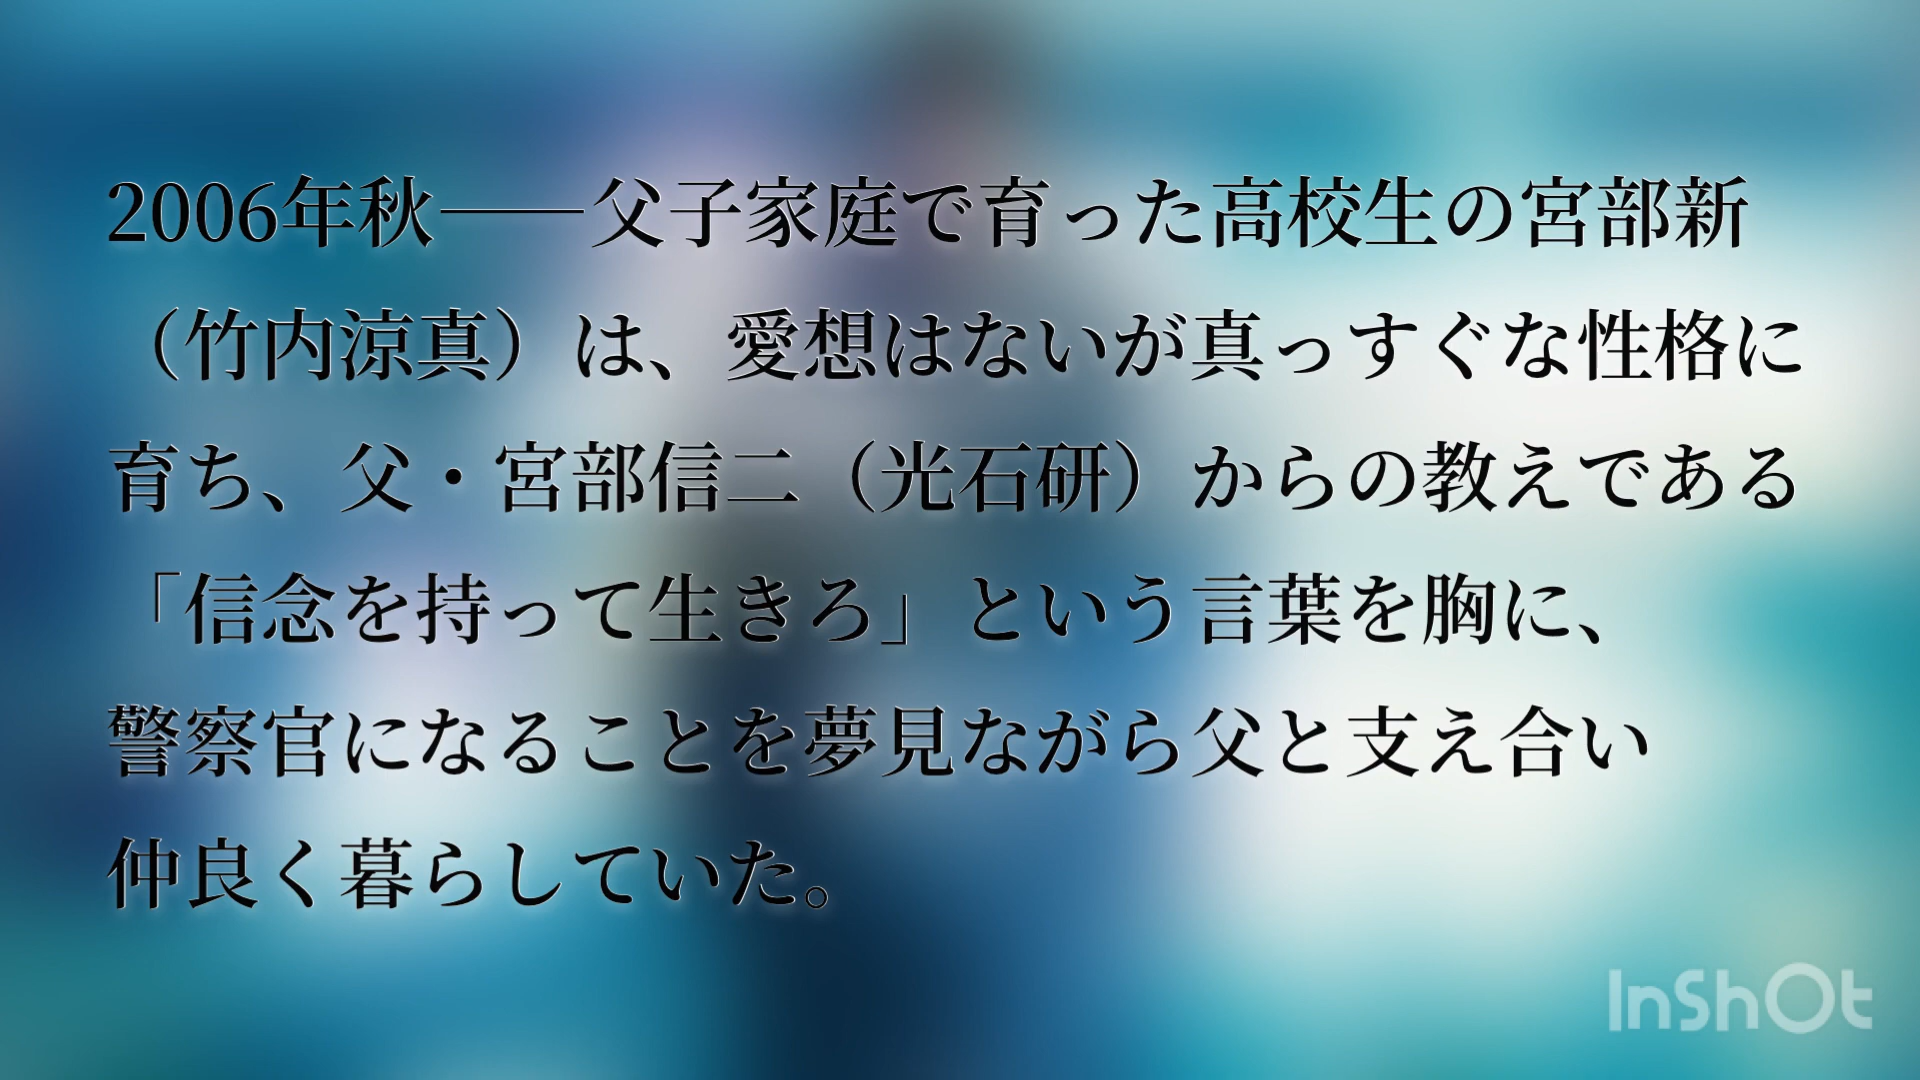 2006年秋――父子家庭で育った高校生の宮部新
（竹内涼真）は、愛想はないが真っすぐな性格に
育ち、父・宮部信二（光石研）からの教えである
「信念を持って生きろ」という言葉を胸に、
警察官になることを夢見ながら父と支え合い
仲良く暮らしていた。
InShOt